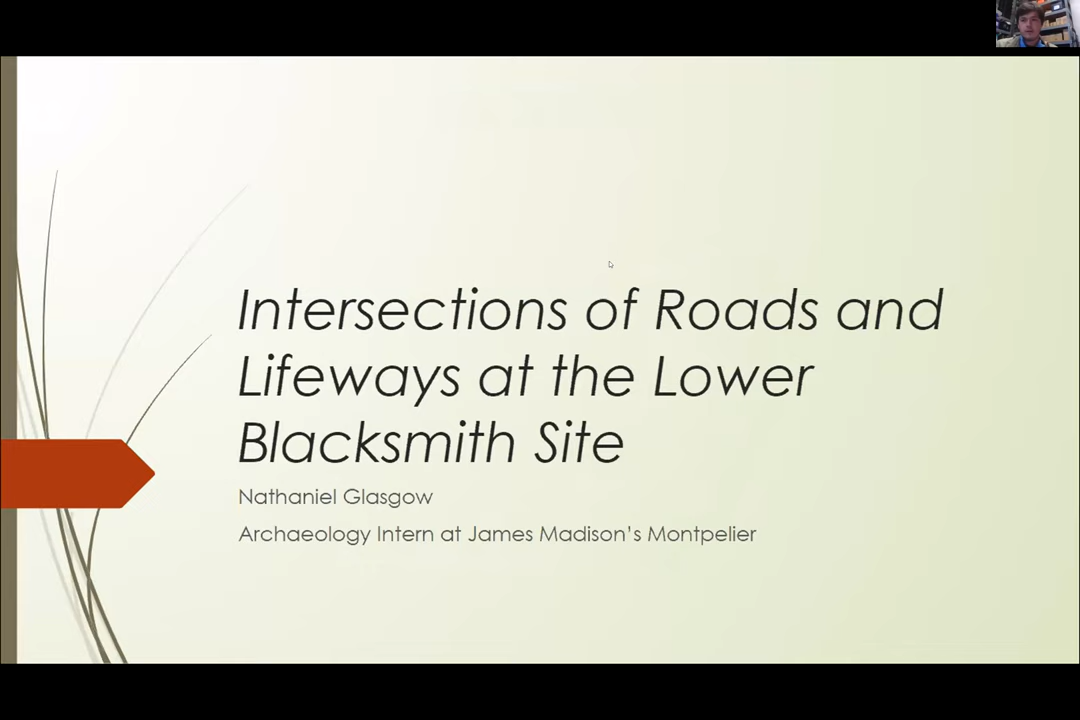 Intersections of Roads and
Lifeways at the Lower
Blacksmith Site
Nathaniel Glasgow
Archaeology Intern at James Madison's Montpelier